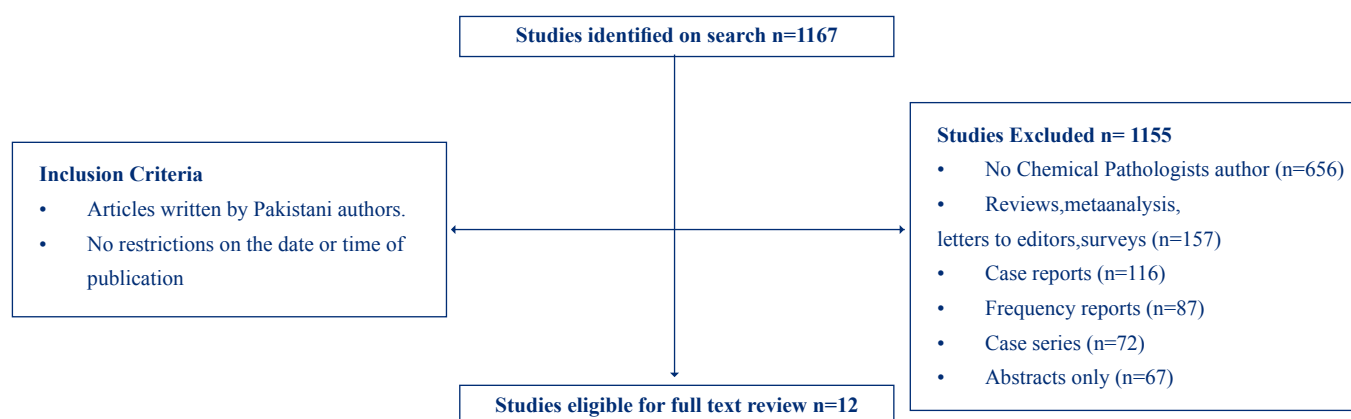 Studies identified on search n=1167
Inclusion Criteria
• Articles written by Pakistani authors.
• No restrictions on the date or time of
publication
Studies Excluded n= 1155
• No Chemical Pathologists author (n=656)
• Reviews,metaanalysis,
letters to editors,surveys (n=157)
• Case reports (n=116)
• Frequency reports (n=87)
• Case series (n=72)
• Abstracts only (n=67)
Studies eligible for full text review n=12